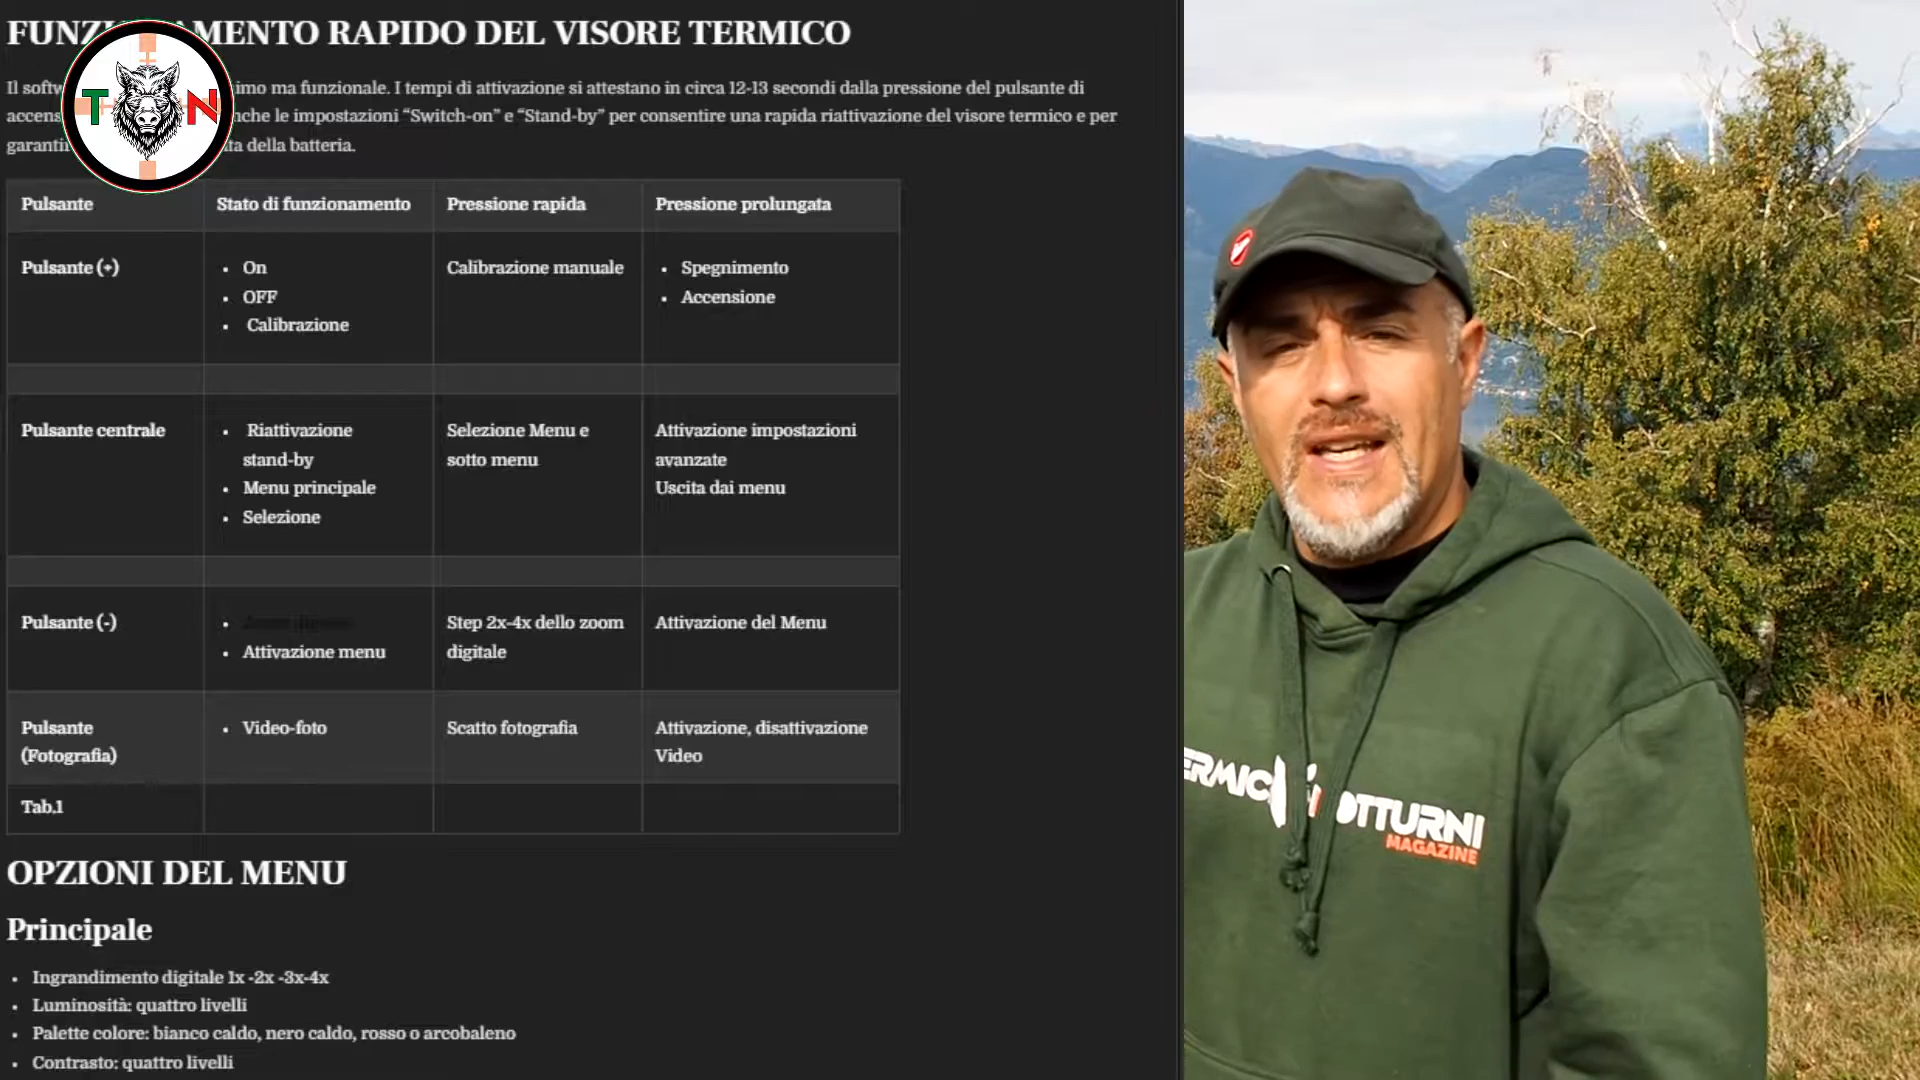 FUNZ AMENTO RAPIDO DEL VISORE TERMICO
Il softw imo ma funzionale. I tempi di attivazione si attestano in circa 12-13 secondi dalla pressione del pulsante di
accens nche le impostazioni “Switch-on” e “Stand-by” per consentire una rapida riattivazione del visore termico e per
garanti ta della batteria.
T N
Pulsante Stato di funzionamento Pressione rapida Pressione prolungata
Pulsante (+)
• On
• OFF
• Calibrazione
Calibrazione manuale
• Spegnimento
• Accensione
Pulsante centrale
• Riattivazione
stand-by
• Menu principale
• Selezione
Selezione Menu e
sotto menu
Attivazione impostazioni
avanzate
Uscita dai menu
Pulsante (-)
• Attivazione menu
Step 2x-4x dello zoom
digitale
Attivazione del Menu
Pulsante
(Fotografia)
• Video-foto
Scatto fotografia
Attivazione, disattivazione
Video
Tab.1
OPZIONI DEL MENU
Principale
• Ingrandimento digitale 1x -2x -3x-4x
• Luminosità: quattro livelli
• Palette colore: bianco caldo, nero caldo, rosso o arcobaleno
• Contrasto: quattro livelli
ERMICI OTTURNI
MAGAZINE